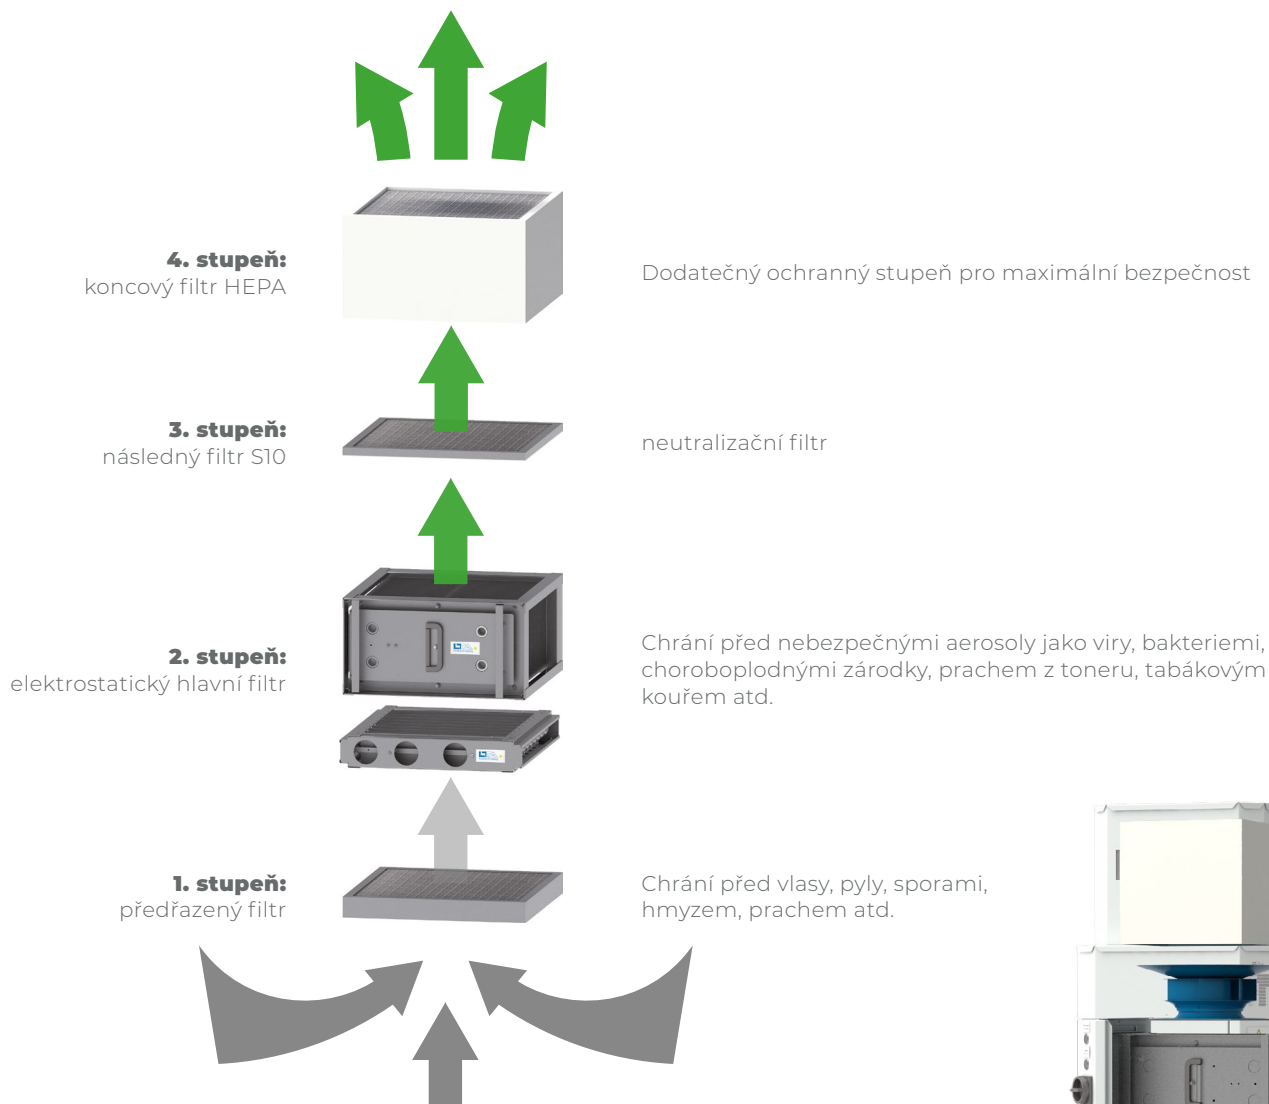 4. stupeň:
koncový filtr HEPA
Dodatečný ochranný stupeň pro maximální bezpečnost
3. stupeň:
následný filtr S10
neutralizační filtr
2. stupeň:
elektrostatický hlavní filtr
Chrání před nebezpečnými aerosoly jako viry, bakteriemi,
choroboplodnými zárodky, prachem z toneru, tabákovým
kouřem atd.
1. stupeň:
předřazený filtr
Chrání před vlasy, pyly, sporami,
hmyzem, prachem atd.